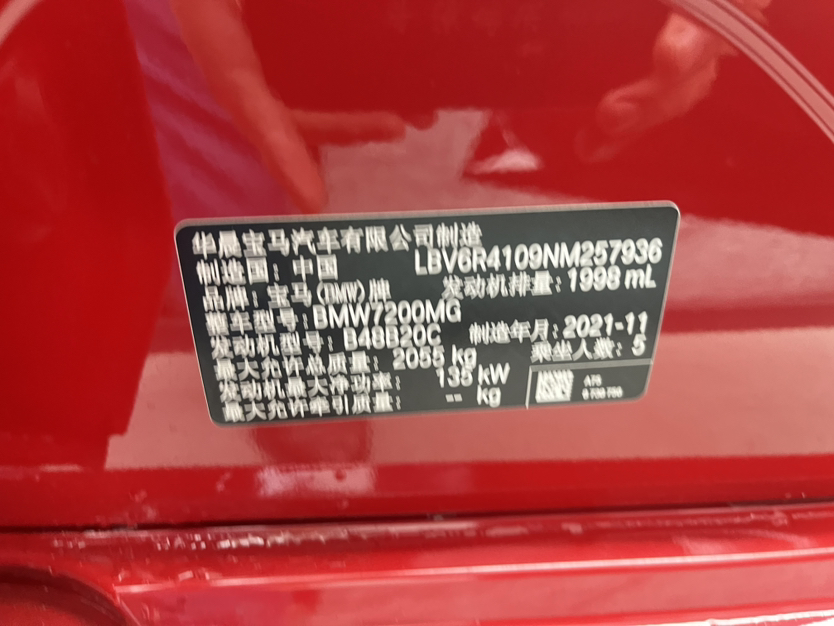 华晨宝马汽车有限公司制造
制造国：中国 LBV6R4109NM257936
品牌：宝马(BMW)牌 发动机排量：1998 mL
整车型号：BMW7200MG
发动机型号：B48B20C 制造年月：2021-11
最大允许总质量：2055 kg 乘坐人数：5
发动机最大净功率：135 kW
最大允许牵引质量：-- kg